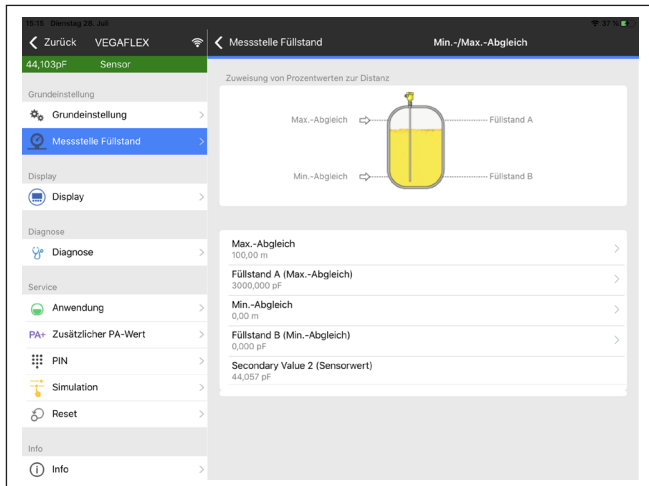 15:15 Dienstag 28. Juli
37 %
Zurück VEGAFLEX
Messstelle Füllstand
Min.-/Max.-Abgleich
44,103pF Sensor
Grundeinstellung
Grundeinstellung
Messstelle Füllstand
Display
Display
Diagnose
Diagnose
Service
Anwendung
PA+ Zusätzlicher PA-Wert
PIN
Simulation
Reset
Info
Info
Zuweisung von Prozentwerten zur Distanz
Max.-Abgleich
Füllstand A
Min.-Abgleich
Füllstand B
Max.-Abgleich
100,00 m
Füllstand A (Max.-Abgleich)
3000,000 pF
Min.-Abgleich
0,00 m
Füllstand B (Min.-Abgleich)
0,000 pF
Secondary Value 2 (Sensorwert)
44,057 pF